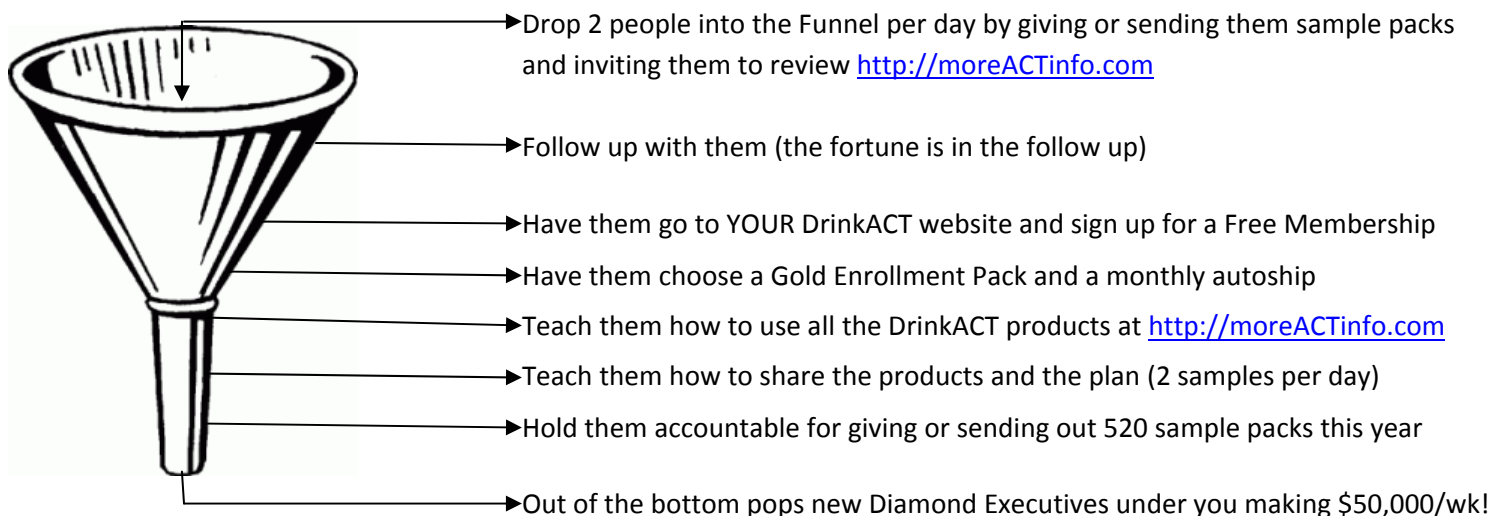 Drop 2 people into the Funnel per day by giving or sending them sample packs
and inviting them to review http://moreACTinfo.com
Follow up with them (the fortune is in the follow up)
Have them go to YOUR DrinkACT website and sign up for a Free Membership
Have them choose a Gold Enrollment Pack and a monthly autoship
Teach them how to use all the DrinkACT products at http://moreACTinfo.com
Teach them how to share the products and the plan (2 samples per day)
Hold them accountable for giving or sending out 520 sample packs this year
Out of the bottom pops new Diamond Executives under you making $50,000/wk!